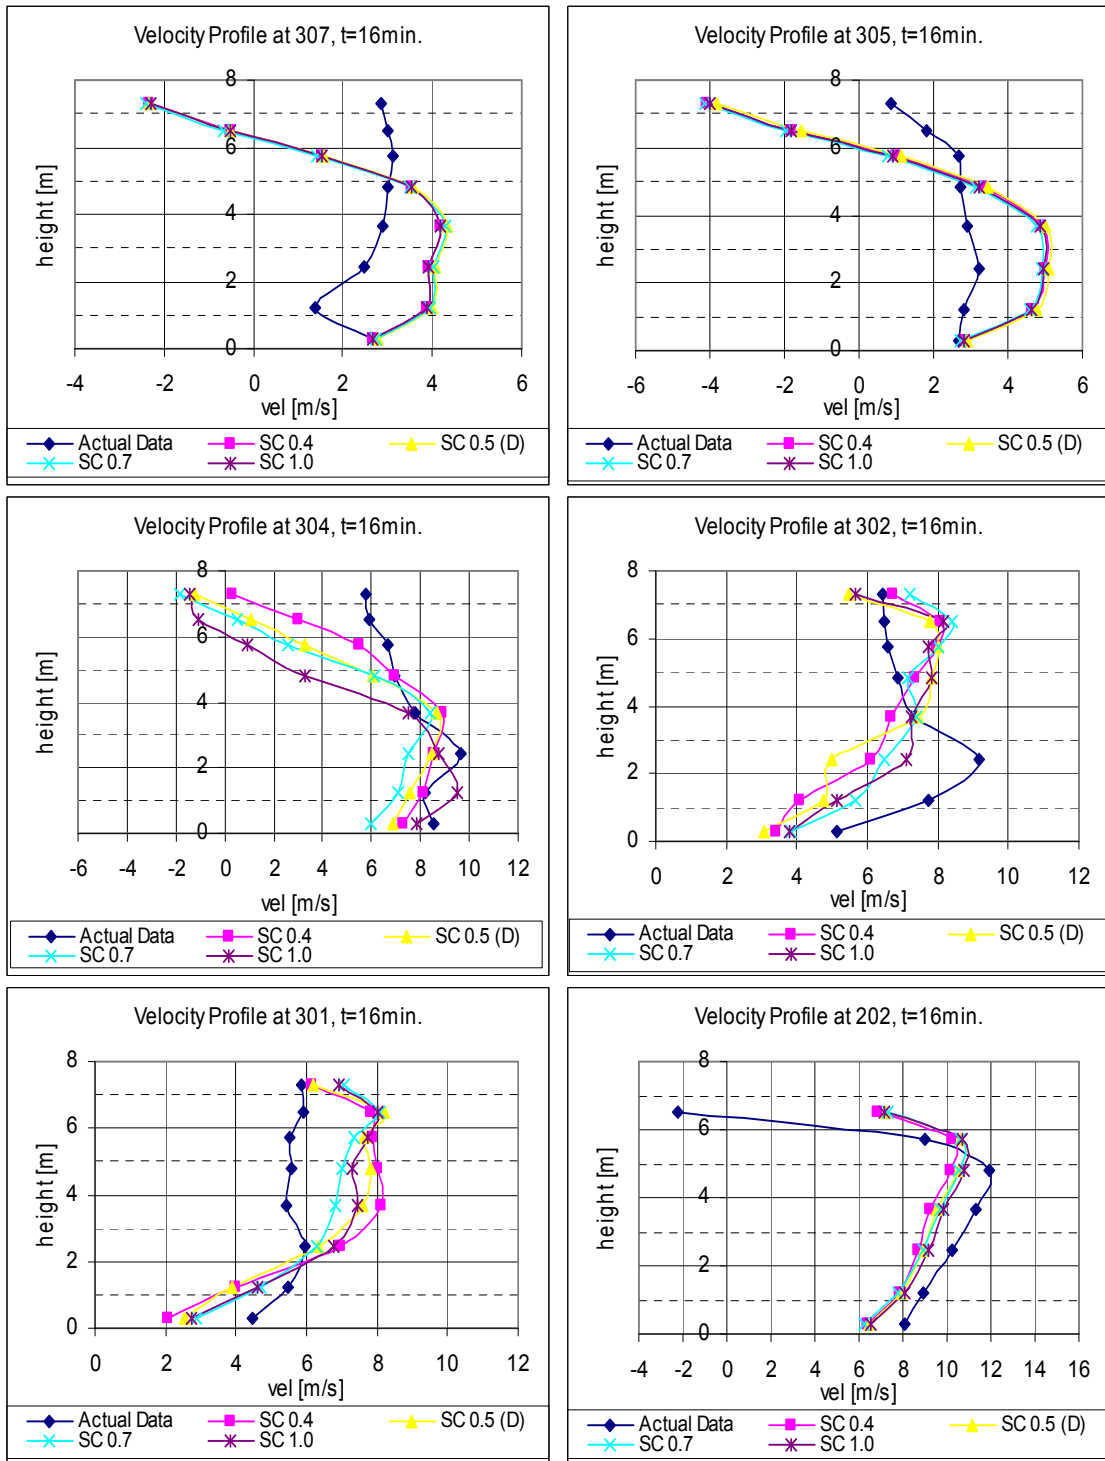 Velocity Profile at 307, t=16min.
8
6
4
2
0
height [m]
-4 -2 0 2 4 6
vel [m/s]
Actual Data SC 0.4 SC 0.5 (D)
SC 0.7 SC 1.0
Velocity Profile at 305, t=16min.
8
6
4
2
0
height [m]
-6 -4 -2 0 2 4 6
vel [m/s]
Actual Data SC 0.4 SC 0.5 (D)
SC 0.7 SC 1.0
Velocity Profile at 304, t=16min.
8
6
4
2
0
height [m]
-6 -4 -2 0 2 4 6 8 10 12
vel [m/s]
Actual Data SC 0.4 SC 0.5 (D)
SC 0.7 SC 1.0
Velocity Profile at 302, t=16min.
8
6
4
2
0
height [m]
0 2 4 6 8 10 12
vel [m/s]
Actual Data SC 0.4 SC 0.5 (D)
SC 0.7 SC 1.0
Velocity Profile at 301, t=16min.
8
6
4
2
0
height [m]
0 2 4 6 8 10 12
vel [m/s]
Actual Data SC 0.4 SC 0.5 (D)
SC 0.7 SC 1.0
Velocity Profile at 202, t=16min.
8
6
4
2
0
height [m]
-4 -2 0 2 4 6 8 10 12 14 16
vel [m/s]
Actual Data SC 0.4 SC 0.5 (D)
SC 0.7 SC 1.0